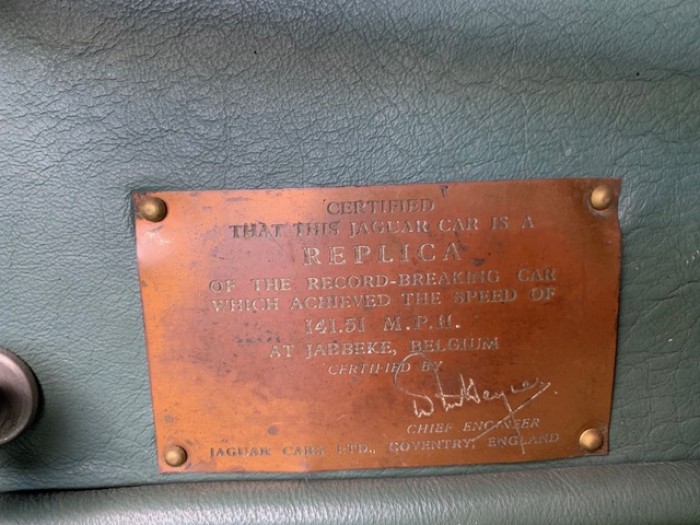 CERTIFIED
THAT THIS JAGUAR CAR IS A
REPLICA
OF THE RECORD-BREAKING CAR
WHICH ACHIEVED THE SPEED OF
141.51 M.P.H.
AT JABBEKE, BELGIUM
CERTIFIED BY
CHIEF ENGINEER
JAGUAR CARS LTD., COVENTRY, ENGLAND